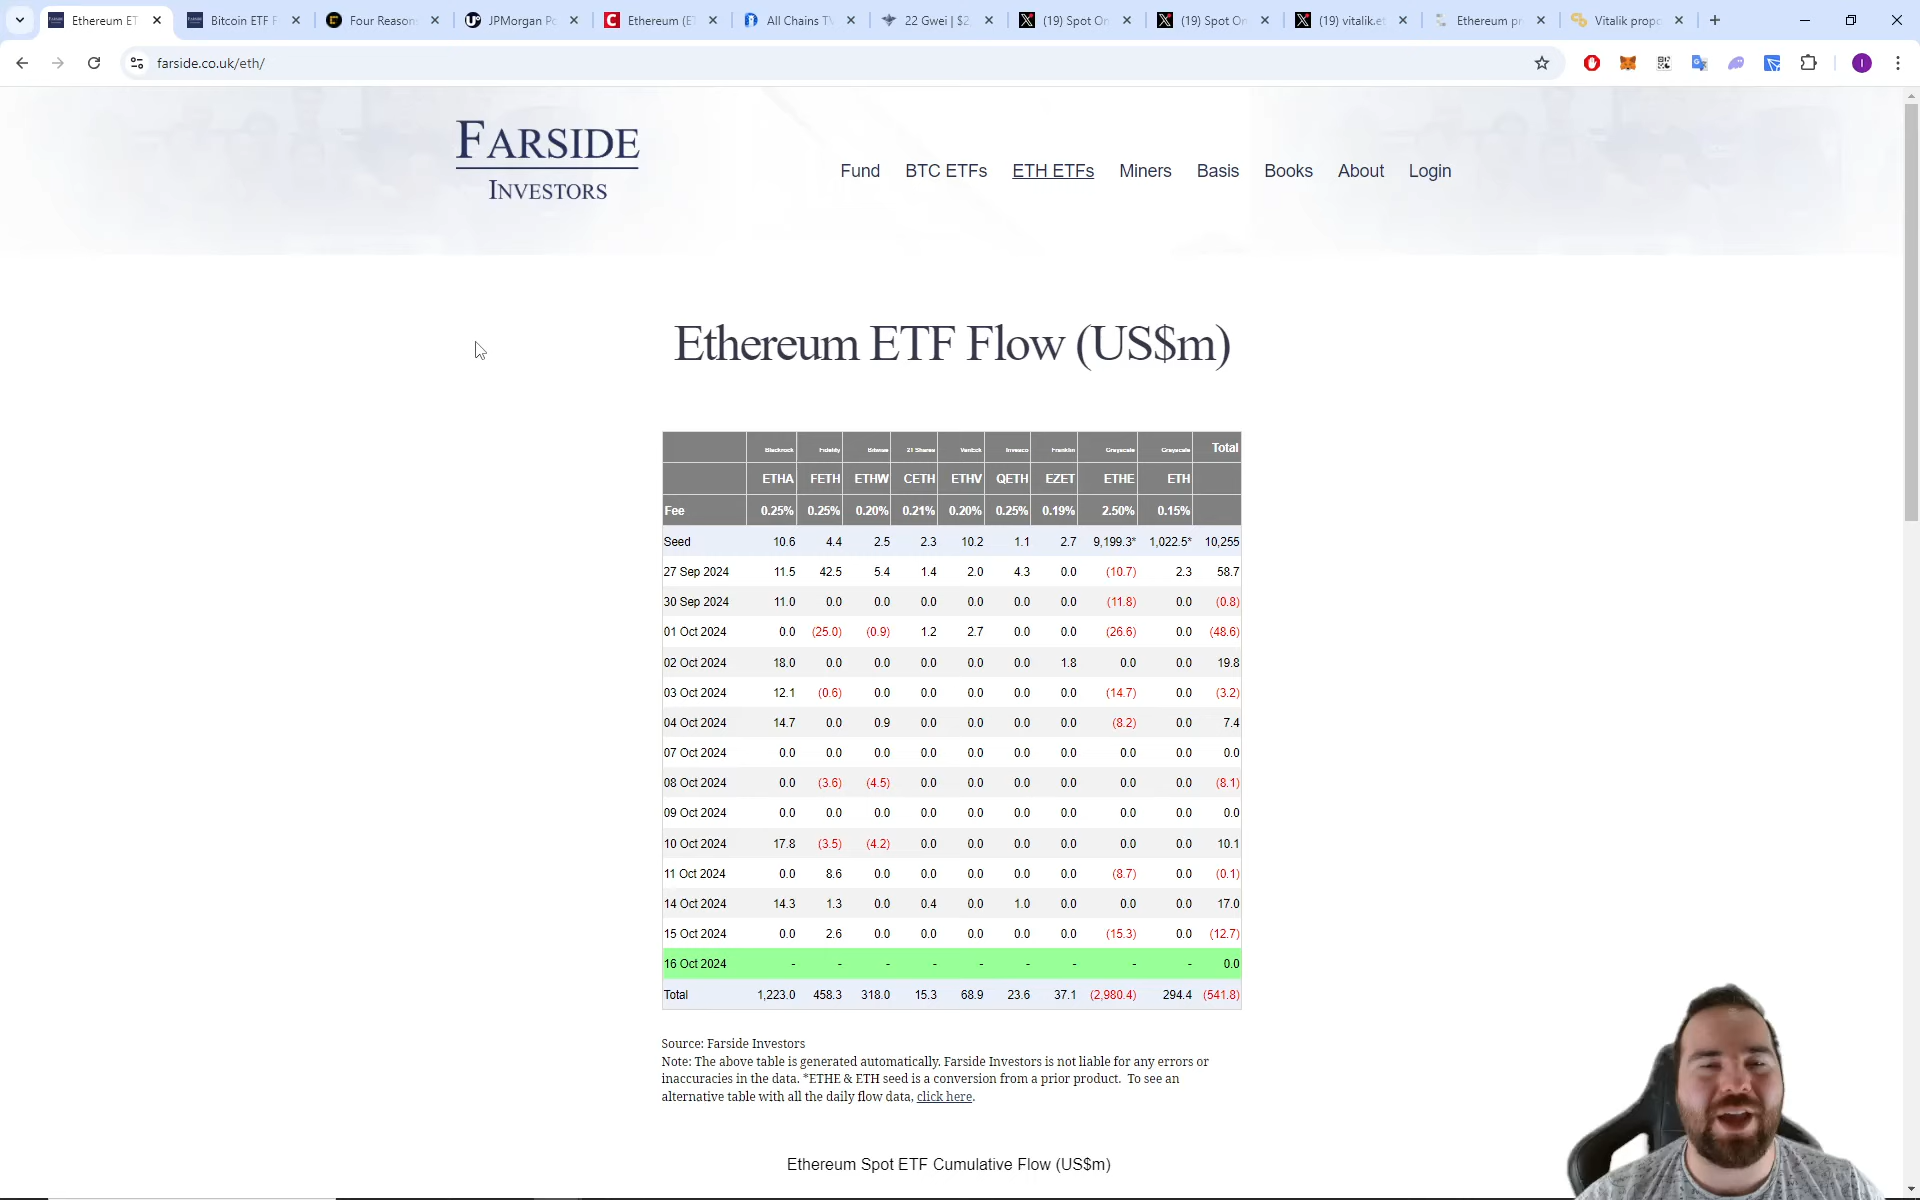 Ethereum ET
Bitcoin ETF F
Four Reason
JPMorgan Po
Ethereum (E
All Chains TV
22 Gwei | $2
(19) Spot On
(19) Spot On
(19) vitalik.et
Ethereum pr
Vitalik propo
farside.co.uk/eth/
FARSIDE
INVESTORS
Fund BTC ETFs ETH ETFs Miners Basis Books About Login
Ethereum ETF Flow (US$m)
Blackrock Fidelity Bitwise 21 Shares VanEck Invesco Franklin Grayscale Grayscale Total
ETHA FETH ETHW CETH ETHV QETH EZET ETHE ETH
Fee 0.25% 0.25% 0.20% 0.21% 0.20% 0.25% 0.19% 2.50% 0.15%
Seed 10.6 4.4 2.5 2.3 10.2 1.1 2.7 9,199.3* 1,022.5* 10,255
27 Sep 2024 11.5 42.5 5.4 1.4 2.0 4.3 0.0 (10.7) 2.3 58.7
30 Sep 2024 11.0 0.0 0.0 0.0 0.0 0.0 0.0 (11.8) 0.0 (0.8)
01 Oct 2024 0.0 (25.0) (0.9) 1.2 2.7 0.0 0.0 (26.6) 0.0 (48.6)
02 Oct 2024 18.0 0.0 0.0 0.0 0.0 0.0 1.8 0.0 0.0 19.8
03 Oct 2024 12.1 (0.6) 0.0 0.0 0.0 0.0 0.0 (14.7) 0.0 (3.2)
04 Oct 2024 14.7 0.0 0.9 0.0 0.0 0.0 0.0 (8.2) 0.0 7.4
07 Oct 2024 0.0 0.0 0.0 0.0 0.0 0.0 0.0 0.0 0.0 0.0
08 Oct 2024 0.0 (3.6) (4.5) 0.0 0.0 0.0 0.0 0.0 0.0 (8.1)
09 Oct 2024 0.0 0.0 0.0 0.0 0.0 0.0 0.0 0.0 0.0 0.0
10 Oct 2024 17.8 (3.5) (4.2) 0.0 0.0 0.0 0.0 0.0 0.0 10.1
11 Oct 2024 0.0 8.6 0.0 0.0 0.0 0.0 0.0 (8.7) 0.0 (0.1)
14 Oct 2024 14.3 1.3 0.0 0.4 0.0 1.0 0.0 0.0 0.0 17.0
15 Oct 2024 0.0 2.6 0.0 0.0 0.0 0.0 0.0 (15.3) 0.0 (12.7)
16 Oct 2024 - - - - - - - - - 0.0
Total 1,223.0 458.3 318.0 15.3 68.9 23.6 37.1 (2,980.4) 294.4 (541.8)
Source: Farside Investors
Note: The above table is generated automatically. Farside Investors is not liable for any errors or
inaccuracies in the data. *ETHE & ETH seed is a conversion from a prior product. To see an
alternative table with all the daily flow data, click here.
Ethereum Spot ETF Cumulative Flow (US$m)